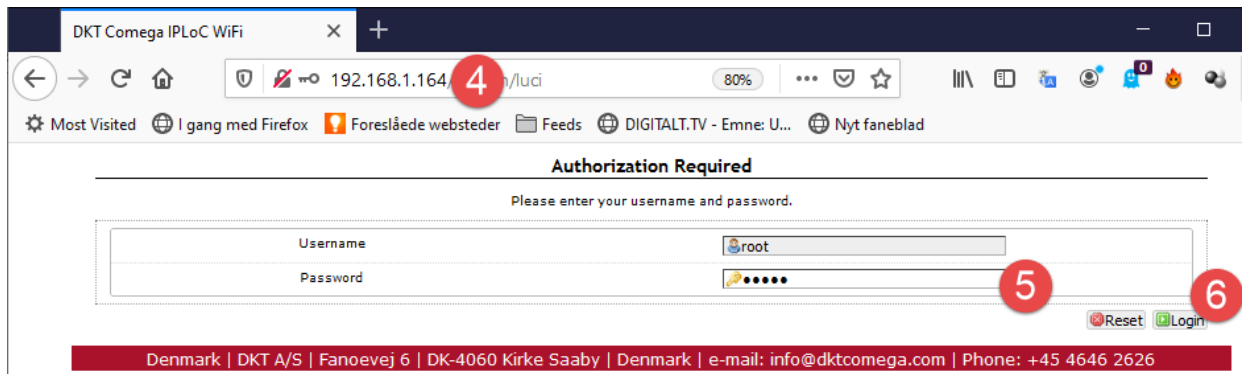 DKT Comega IPLoC WiFi
0
192.168.1.164/ n/luci 80%
4
Most Visited I gang med Firefox Foreslåede websteder Feeds DIGITALT.TV - Emne: U... Nyt faneblad
Authorization Required
Please enter your username and password.
Username root
Password •••••
5
6
Reset Login
Denmark | DKT A/S | Fanoevej 6 | DK-4060 Kirke Saaby | Denmark | e-mail: info@dktcomega.com | Phone: +45 4646 2626